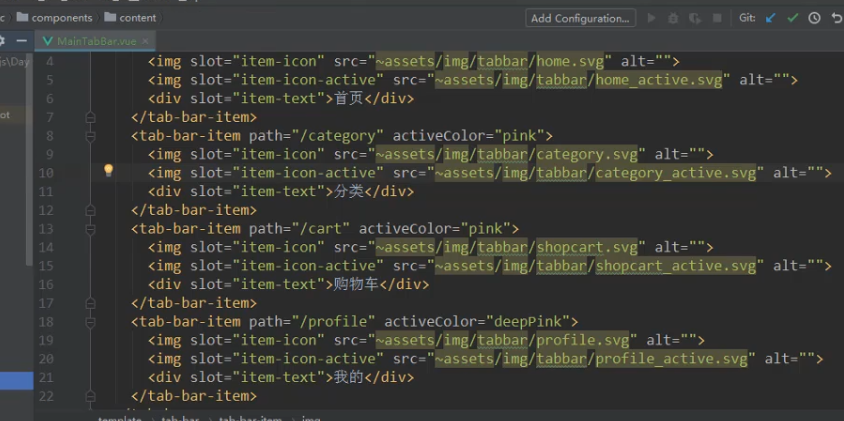 c components content
Add Configuration... Git:
MainTabBar.vue
js\Day
4 <img slot="item-icon" src="~assets/img/tabbar/home.svg" alt="">
5 <img slot="item-icon-active" src="~assets/img/tabbar/home_active.svg" alt="">
6 <div slot="item-text">首页</div>
ot
7 </tab-bar-item>
8 <tab-bar-item path="/category" activeColor="pink">
9 <img slot="item-icon" src="~assets/img/tabbar/category.svg" alt="">
10 <img slot="item-icon-active" src="~assets/img/tabbar/category_active.svg" alt="">
11 <div slot="item-text">分类</div>
12 </tab-bar-item>
13 <tab-bar-item path="/cart" activeColor="pink">
14 <img slot="item-icon" src="~assets/img/tabbar/shopcart.svg" alt="">
15 <img slot="item-icon-active" src="~assets/img/tabbar/shopcart_active.svg" alt="">
16 <div slot="item-text">购物车</div>
17 </tab-bar-item>
18 <tab-bar-item path="/profile" activeColor="deepPink">
19 <img slot="item-icon" src="~assets/img/tabbar/profile.svg" alt="">
20 <img slot="item-icon-active" src="~assets/img/tabbar/profile_active.svg" alt="">
21 <div slot="item-text">我的</div>
22 </tab-bar-item>
template tab-bar tab-bar-item img